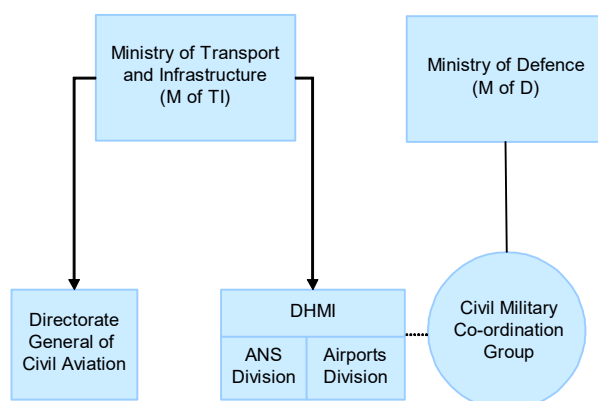 Ministry of Transport
and Infrastructure
(M of TI)
Ministry of Defence
(M of D)
Directorate
General of
Civil Aviation
DHMI
ANS
Division
Airports
Division
Civil Military
Co-ordination
Group